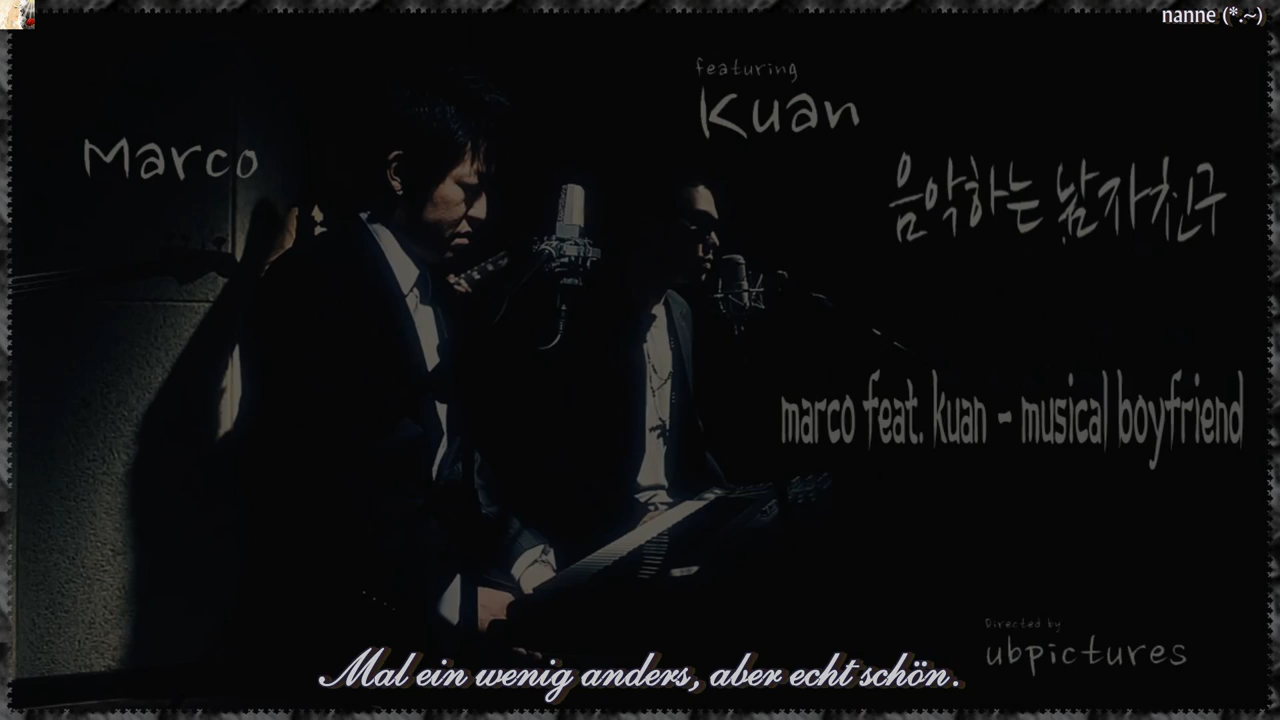 nanne (*.~)
featuring
Kuan
Marco
음악하는 남자친구
marco feat. kuan - musical boyfriend
Directed by
ubpictures
Mal ein wenig anders, aber echt schön.